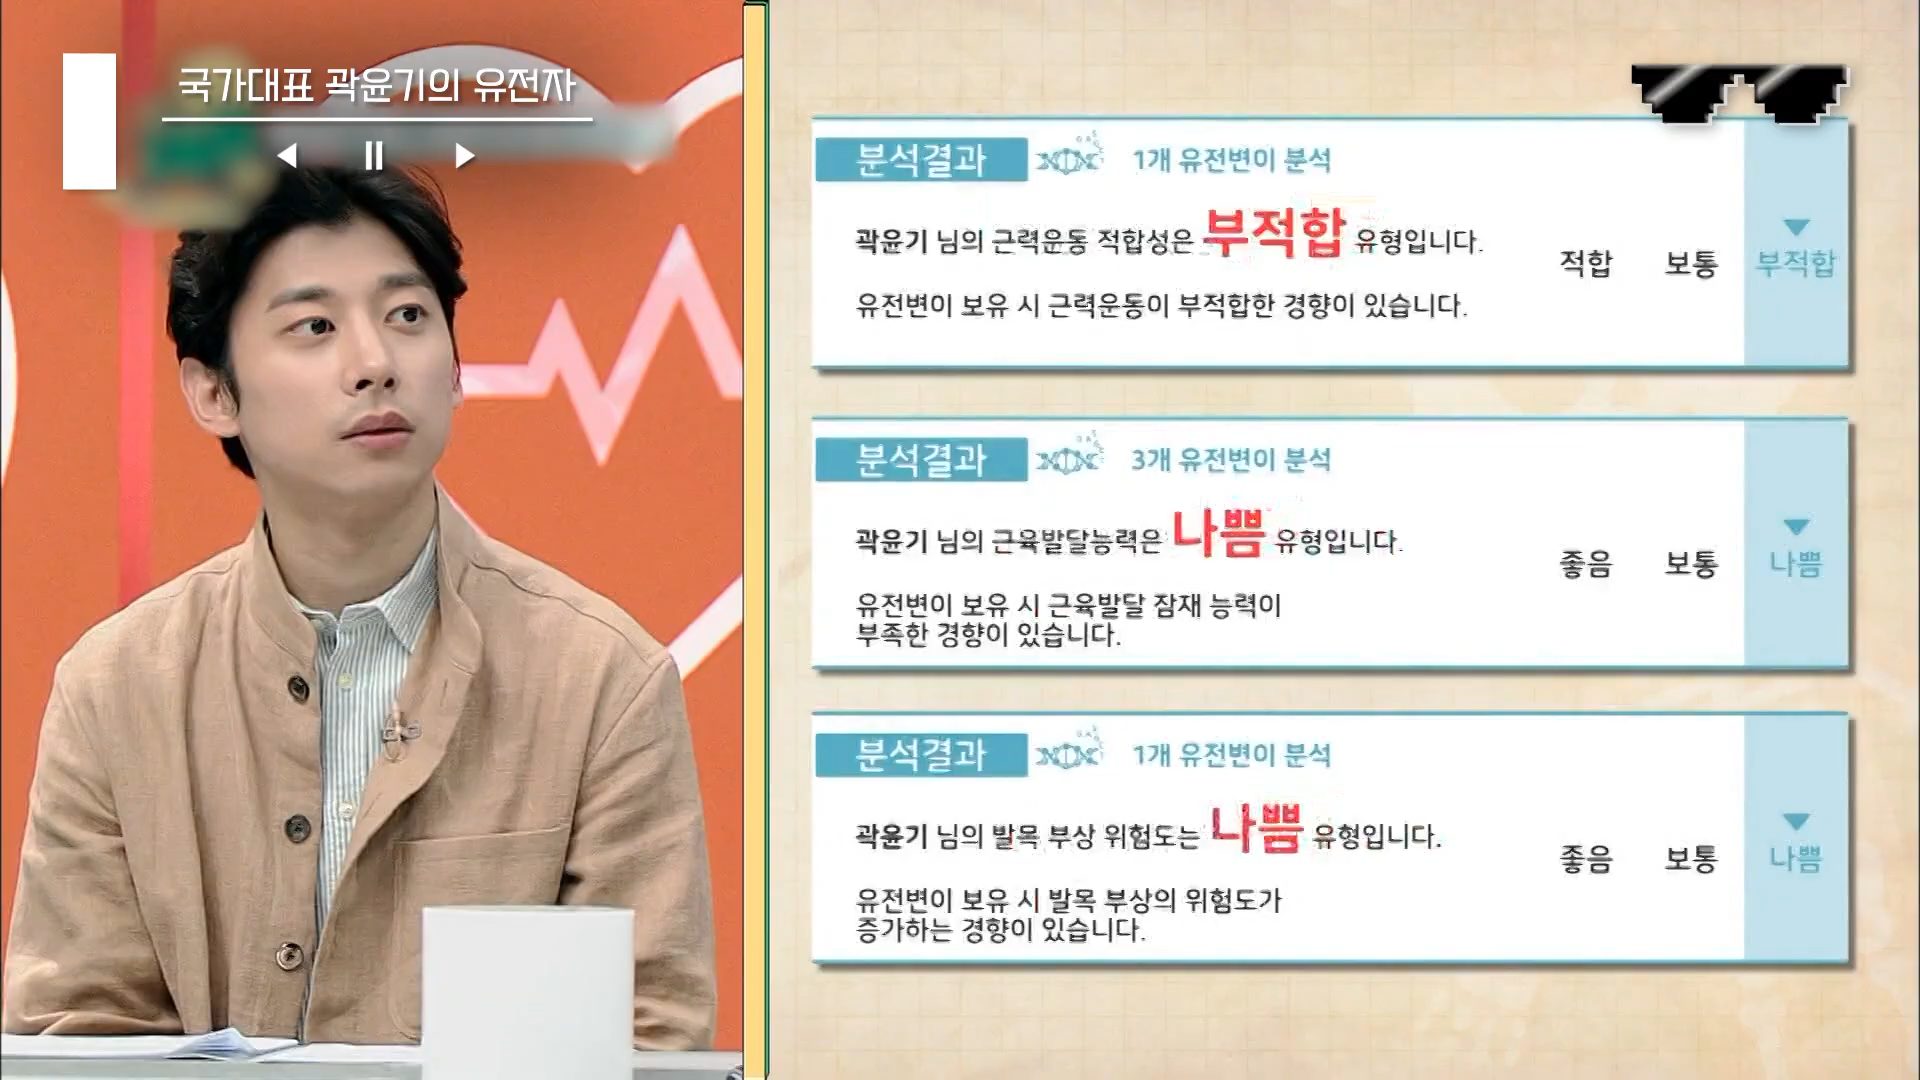 국가대표 곽윤기의 유전자
분석결과 1개 유전변이 분석
곽윤기 님의 근력운동 적합성은 부적합 유형입니다.
유전변이 보유 시 근력운동이 부적합한 경향이 있습니다.
적합 보통 부적합
분석결과 3개 유전변이 분석
곽윤기 님의 근육발달능력은 나쁨 유형입니다.
유전변이 보유 시 근육발달 잠재 능력이
부족한 경향이 있습니다.
좋음 보통 나쁨
분석결과 1개 유전변이 분석
곽윤기 님의 발목 부상 위험도는 나쁨 유형입니다.
유전변이 보유 시 발목 부상의 위험도가
증가하는 경향이 있습니다.
좋음 보통 나쁨